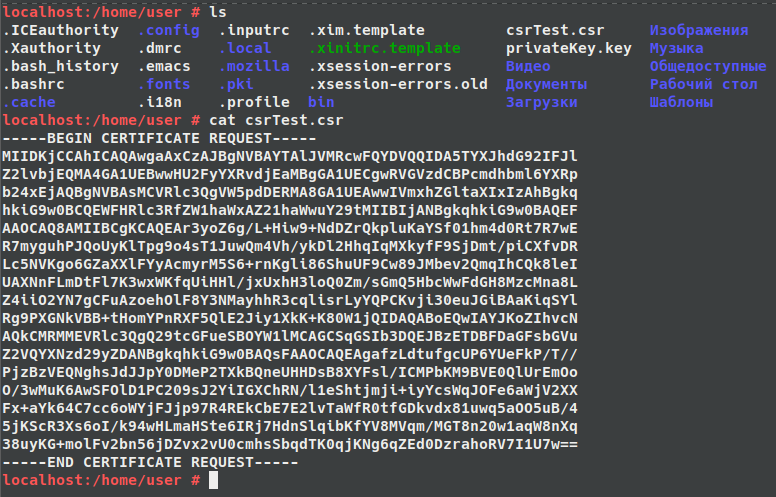 localhost:/home/user # ls
.ICEauthority .config .inputrc .xim.template csrTest.csr Изображения
.Xauthority .dmrc .local .xinitrc.template privateKey.key Музыка
.bash_history .emacs .mozilla .xsession-errors Видео Общедоступные
.bashrc .fonts .pki .xsession-errors.old Документы Рабочий стол
.cache .i18n .profile bin Загрузки Шаблоны
localhost:/home/user # cat csrTest.csr
-----BEGIN CERTIFICATE REQUEST-----
MIIDKjCCAhICAQAwgaAxCzAJBgNVBAYTAlJVMRcwFQYDVQQIDA5TYXJhdG92IFJl
Z2lvbjEQMA4GA1UEBwwHU2FyYXRvdjEaMBgGA1UECgwRVGVzdCBPcmdhbml6YXRp
b24xEjAQBgNVBAsMCVRlc3QgVW5pdDERMA8GA1UEAwwIVmxhZGltaXIxIzAhBgkq
hkiG9w0BCQEWFHRlc3RfZW1haWxAZ21haWwuY29tMIIBIjANBgkqhkiG9w0BAQEF
AAOCAQ8AMIIBCgKCAQEAr3yoZ6g/L+Hiw9+NdDZrQkpluKaYSf01hm4d0Rt7R7wE
R7myguhPJQoUyKlTpg9o4sT1JuwQm4Vh/ykDl2HhqIqMXkyfF9SjDmt/piCXfvDR
Lc5NVKgo6GZaXXlFYyAcmyrM5S6+rnKgli86ShuUF9Cw89JMbev2QmqIhCQk8leI
UAXNnFLmDtFl7K3wxWKfqUiHHl/jxUxhH3loQ0Zm/sGmQ5HbcWwFdGH8MzcMna8L
Z4iiO2YN7gCFuAzoehOlF8Y3NMayhhR3cqlisrLyYQPCKvji30euJGiBAaKiqSYl
Rg9PXGNkVBB+tHomYPnRXF5QlE2Jiy1XkK+K80W1jQIDAQABoEQwIAYJKoZIhvcN
AQkCMRMMEVRlc3QgQ29tcGFueSBOYW1lMCAGCSqGSIb3DQEJBzETDBFDaGFsbGVu
Z2VQYXNzd29yZDANBgkqhkiG9w0BAQsFAAOCAQEAgafzLdtufgcUP6YUeFkP/T//
PjzBzVEQNghsJdJJpY0DMeP2TXkBQneUHHDsB8XYFsl/ICMPbKM9BVE0QlUrEmOo
O/3wMuK6AwSFOlD1PC209sJ2YiIGXChRN/l1eShtjmji+iyYcsWqJOFe6aWjV2XX
Fx+aYk64C7cc6oWYjFJjp97R4REkCbE7E2lvTaWfR0tfGDkvdx81uwq5aOO5uB/4
5jKScR3Xs6oI/k94wHLmaHSte6IRj7HdnSlqibKfYV8MVqm/MGT8n20w1aqW8nXq
38uyKG+molFv2bn56jDZvx2vU0cmhsSbqdTK0qjKNg6qZEd0DzrahoRV7I1U7w==
-----END CERTIFICATE REQUEST-----
localhost:/home/user #